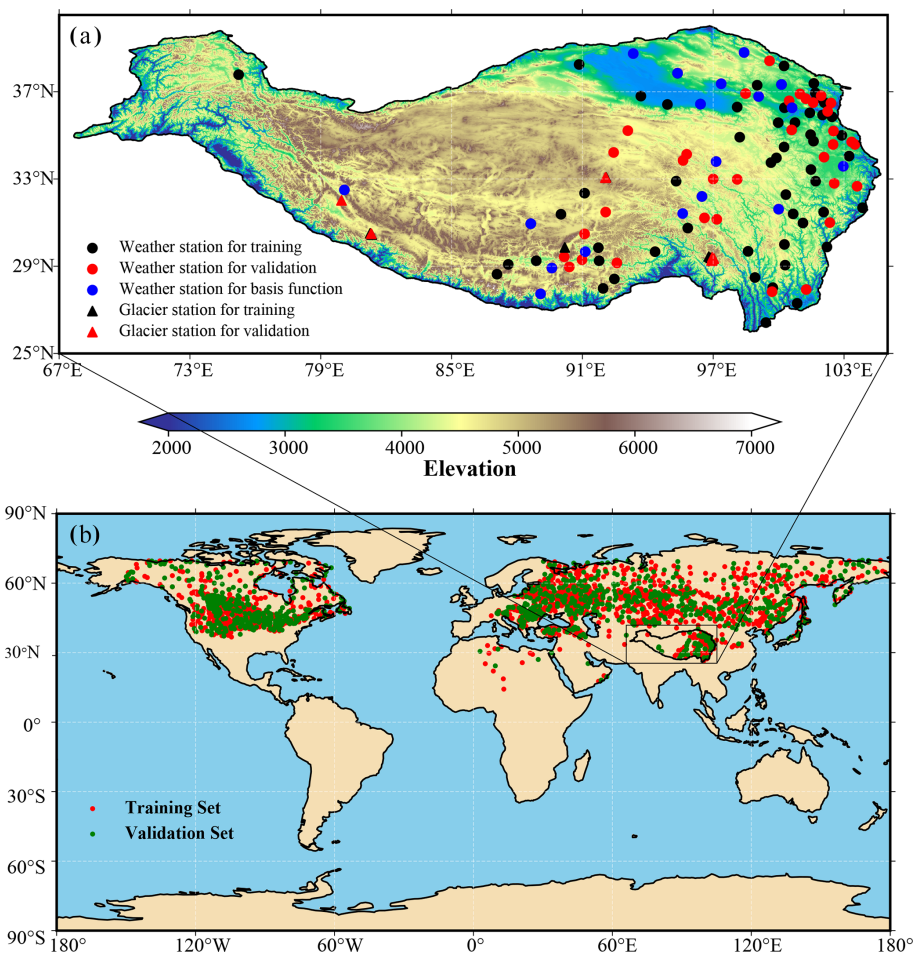 (a)
37°N
33°N
29°N
25°N
Weather station for training
Weather station for validation
Weather station for basis function
Glacier station for training
Glacier station for validation
67°E 73°E 79°E 85°E 91°E 97°E 103°E
2000 3000 4000 5000 6000 7000
Elevation
(b)
90°N
60°N
30°N
0°
30°S
60°S
90°S
Training Set
Validation Set
180° 120°W 60°W 0° 60°E 120°E 180°